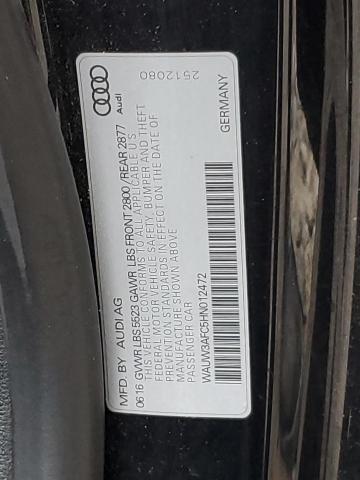 MFD. BY AUDI AG
06 16 GVWR LBS 5523 GAWR LBS FRONT 2800 / REAR 2877
THIS VEHICLE CONFORMS TO ALL APPLICABLE U'S
FEDERAL MOTOR VEHICLE SAFETY, BUMPER AND THEFT
PREVENTION STANDARDS IN EFFECT ON THE DATE OF
MANUFACTURE SHOWN ABOVE
PASSENGER CAR
WAUW3AFC5HN012472
GERMANY
Audi
2512080